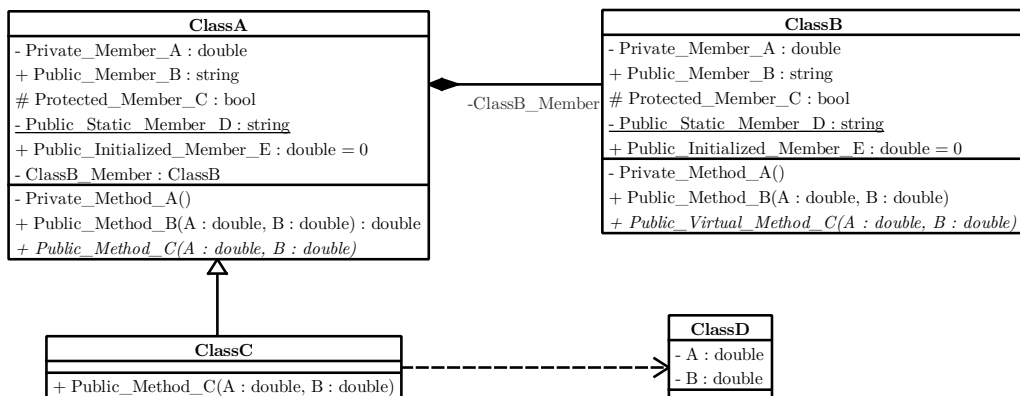 ClassA
- Private_Member_A : double
+ Public_Member_B : string
# Protected_Member_C : bool
- Public_Static_Member_D : string
+ Public_Initialized_Member_E : double = 0
- ClassB_Member : ClassB
- Private_Method_A()
+ Public_Method_B(A : double, B : double) : double
+ Public_Method_C(A : double, B : double)
-ClassB_Member
ClassB
- Private_Member_A : double
+ Public_Member_B : string
# Protected_Member_C : bool
- Public_Static_Member_D : string
+ Public_Initialized_Member_E : double = 0
- Private_Method_A()
+ Public_Method_B(A : double, B : double)
+ Public_Virtual_Method_C(A : double, B : double)
ClassC
+ Public_Method_C(A : double, B : double)
ClassD
- A : double
- B : double